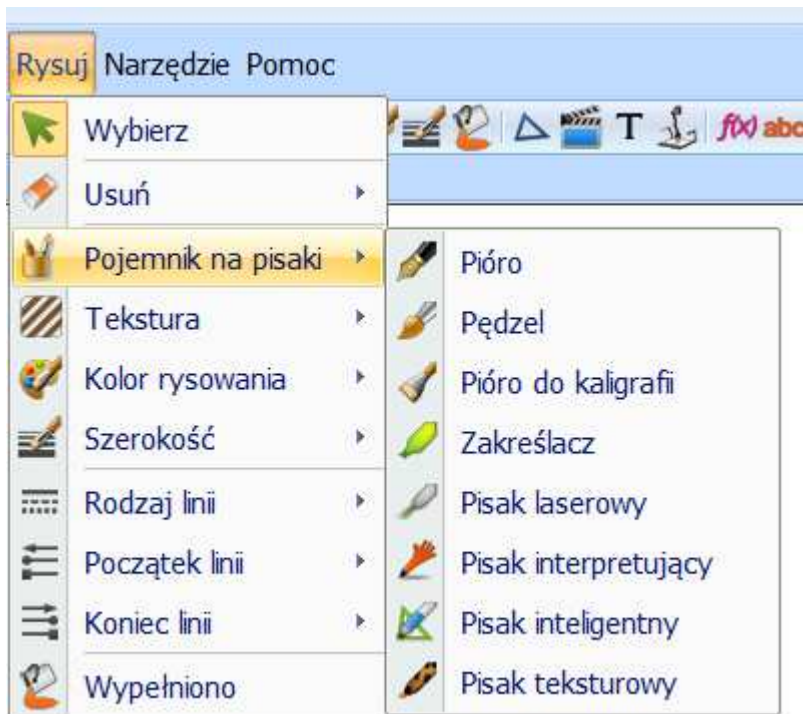 Rysuj Narzędzie Pomoc
T f(x) abc
Wybierz
Usuń
Pojemnik na pisaki
Tekstura
Kolor rysowania
Szerokość
Rodzaj linii
Początek linii
Koniec linii
Wypełniono
Pióro
Pędzel
Pióro do kaligrafii
Zakreślacz
Pisak laserowy
Pisak interpretujący
Pisak inteligentny
Pisak teksturowy